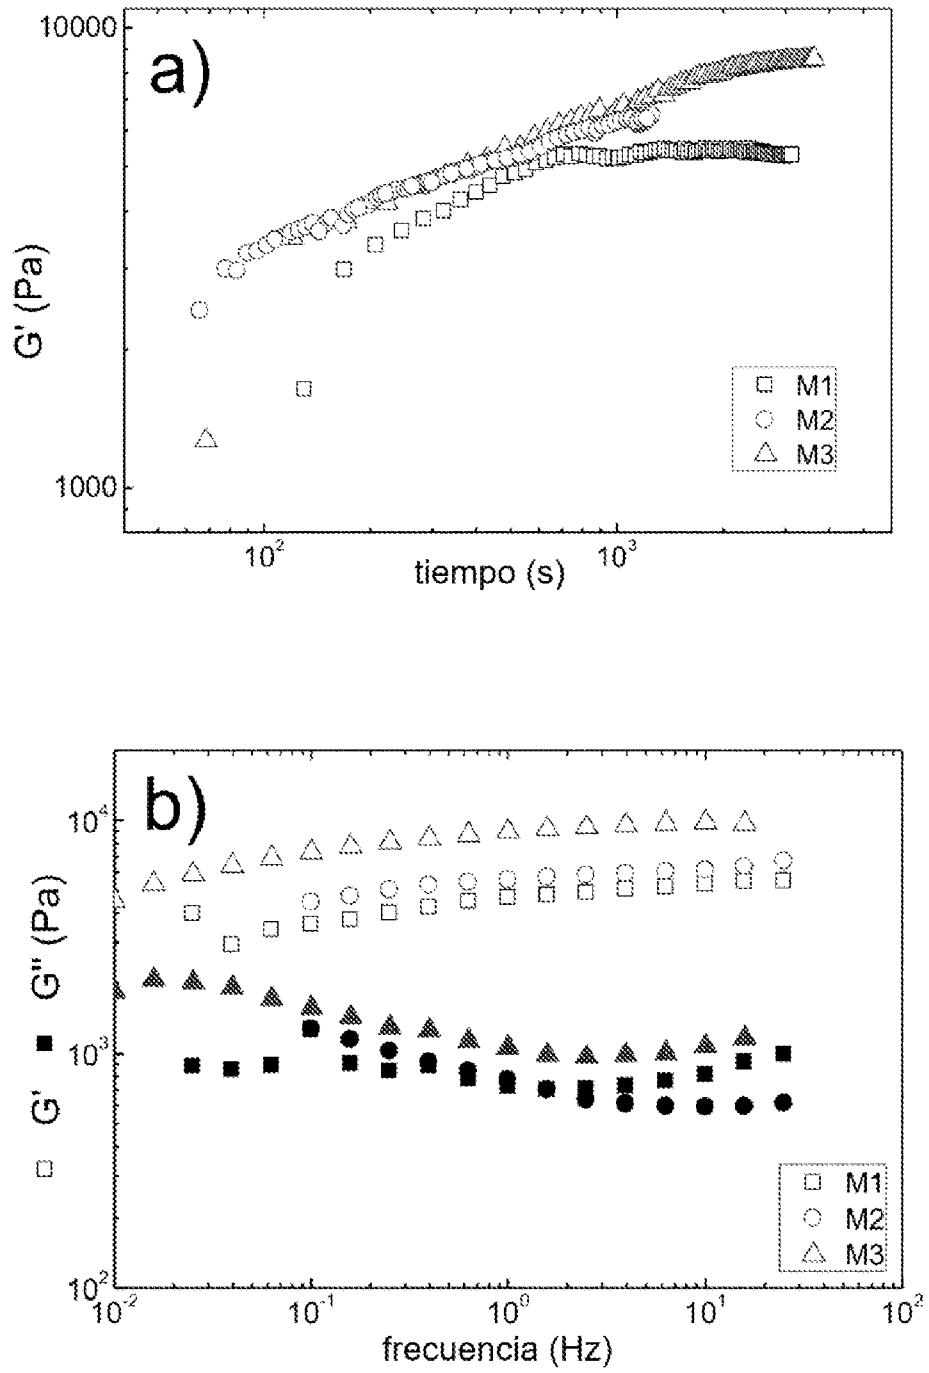 a)
10000
1000
G' (Pa)
10² 10³
tiempo (s)
□ M1
○ M2
△ M3
b)
10⁴
10³
10²
□ G' ■ G'' (Pa)
10⁻² 10⁻¹ 10⁰ 10¹ 10²
frecuencia (Hz)
□ M1
○ M2
△ M3